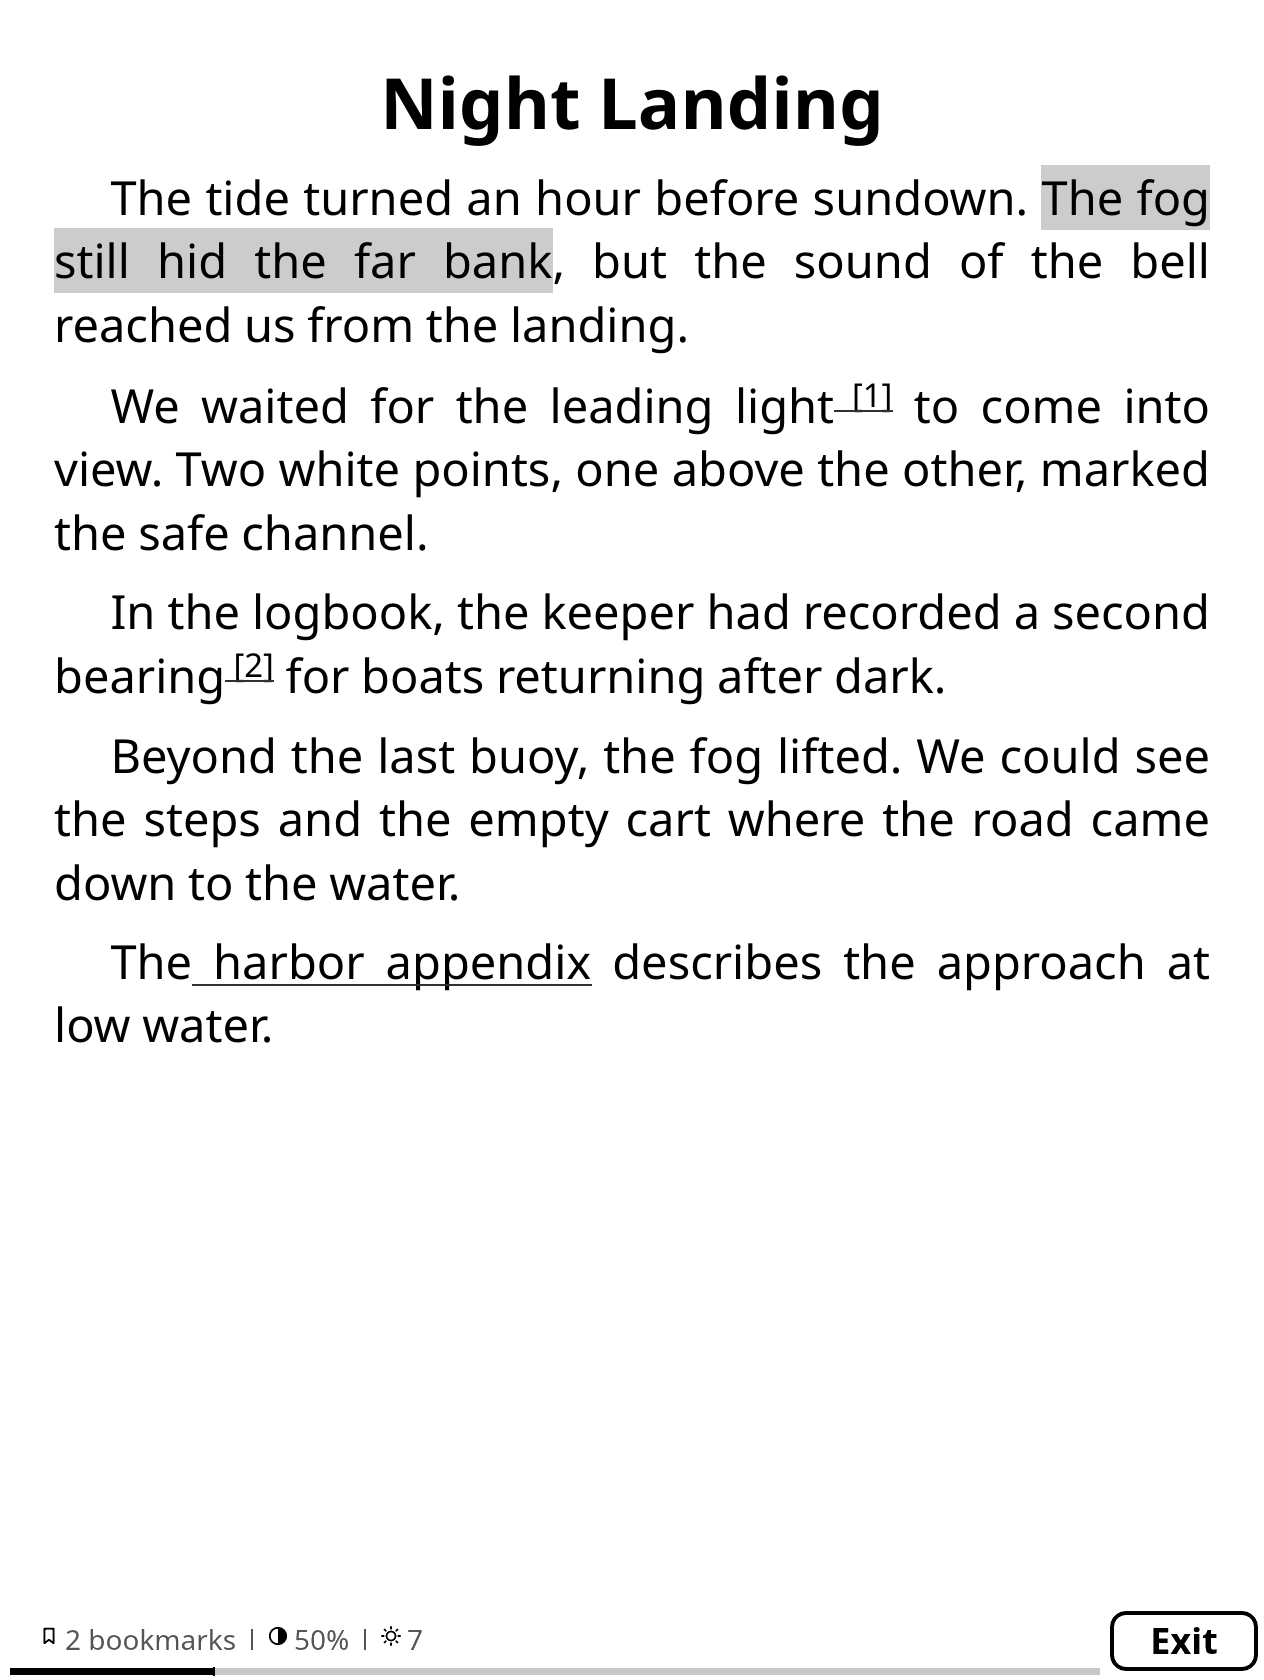 Night Landing
The tide turned an hour before sundown. The fog
still hid the far bank, but the sound of the bell
reached us from the landing.
We waited for the leading light [1] to come into
view. Two white points, one above the other, marked
the safe channel.
In the logbook, the keeper had recorded a second
bearing [2] for boats returning after dark.
Beyond the last buoy, the fog lifted. We could see
the steps and the empty cart where the road came
down to the water.
The harbor appendix describes the approach at
low water.
2 bookmarks | 50% | 7
Exit